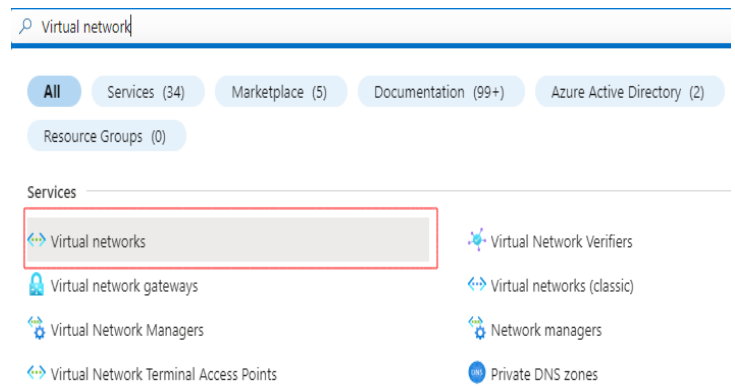 Virtual network
All Services (34) Marketplace (5) Documentation (99+) Azure Active Directory (2)
Resource Groups (0)
Services
Virtual networks
Virtual Network Verifiers
Virtual network gateways
Virtual networks (classic)
Virtual Network Managers
Network managers
Virtual Network Terminal Access Points
DNS Private DNS zones